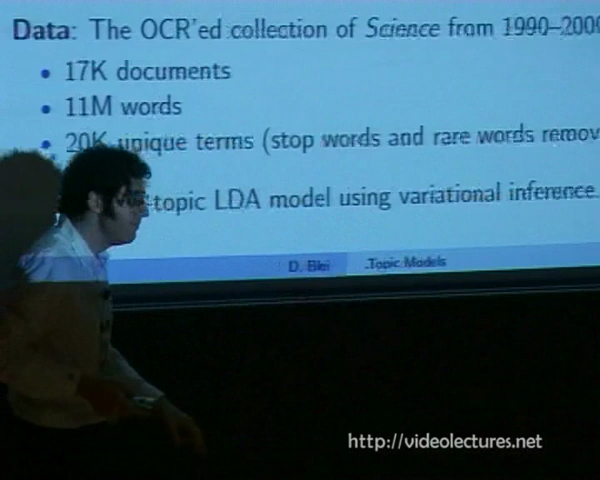 Data: The OCR'ed collection of Science from 1990–200
• 17K documents
• 11M words
• 20K unique terms (stop words and rare words remov
topic LDA model using variational inference.
D. Blei Topic Models
http://videolectures.net